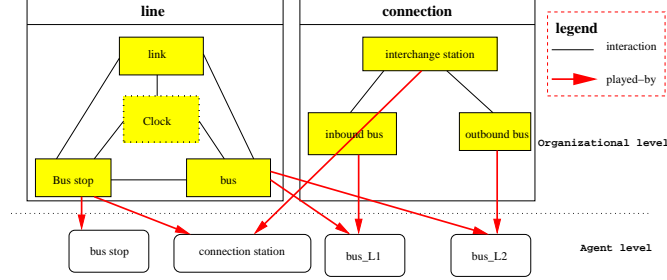 line
connection
legend
link
interchange station
interaction
played-by
Clock
inbound bus
outbound bus
Organizational level
Bus stop
bus
bus stop
connection station
bus_L1
bus_L2
Agent level